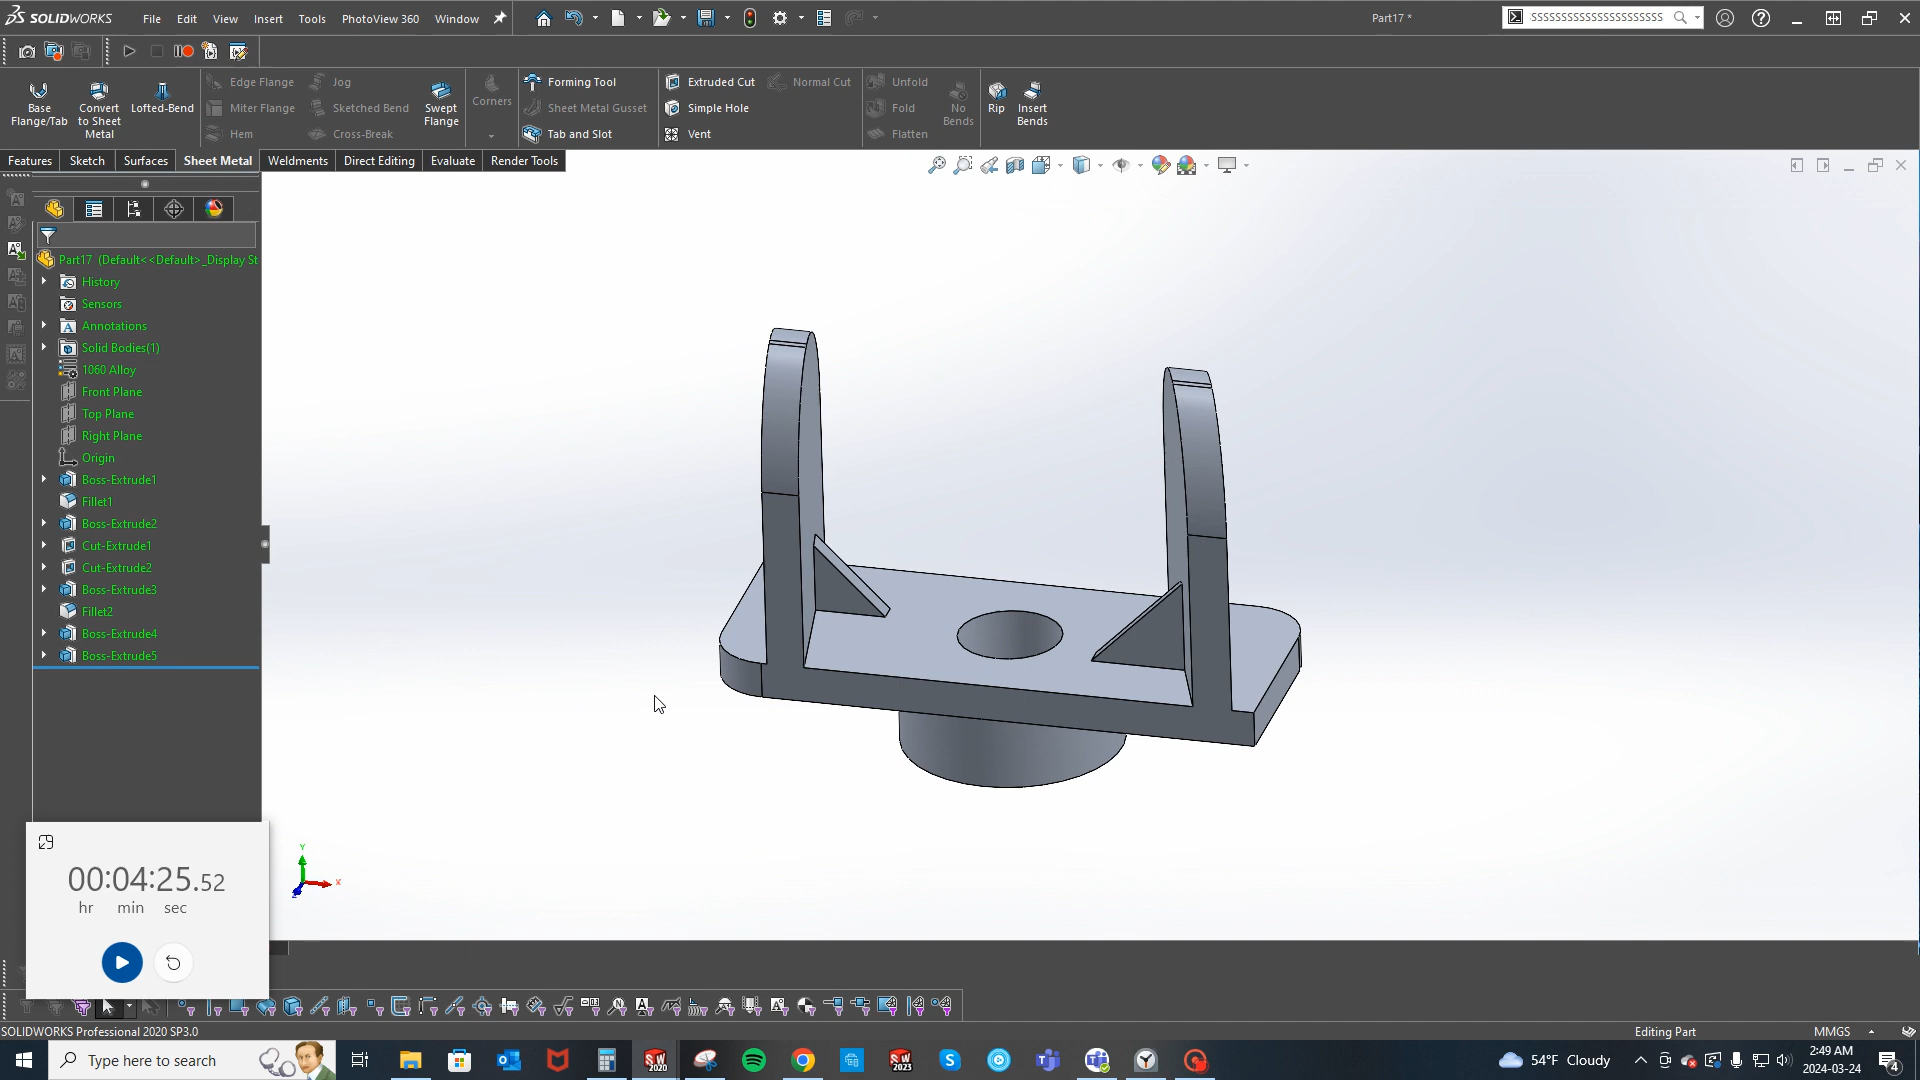 SOLIDWORKS File Edit View Insert Tools PhotoView 360 Window Part17 * SSSSSSSSSSSSSSSSSSSSSS
Base Flange/Tab
Convert to Sheet Metal
Lofted-Bend
Edge Flange
Miter Flange
Hem
Jog
Sketched Bend
Cross-Break
Swept Flange
Corners
Forming Tool
Sheet Metal Gusset
Tab and Slot
Extruded Cut
Simple Hole
Vent
Normal Cut
Unfold
Fold
Flatten
No Bends
Rip
Insert Bends
Features Sketch Surfaces Sheet Metal Weldments Direct Editing Evaluate Render Tools
Part17 (Default<<Default>_Display St
History
Sensors
Annotations
Solid Bodies(1)
1060 Alloy
Front Plane
Top Plane
Right Plane
Origin
Boss-Extrude1
Fillet1
Boss-Extrude2
Cut-Extrude1
Cut-Extrude2
Boss-Extrude3
Fillet2
Boss-Extrude4
Boss-Extrude5
00:04:25.52
hr min sec
Y
X
Z
SOLIDWORKS Professional 2020 SP3.0 Editing Part MMGS
Type here to search
SW 2020
SW 2023
54°F Cloudy
2:49 AM
2024-03-24
4